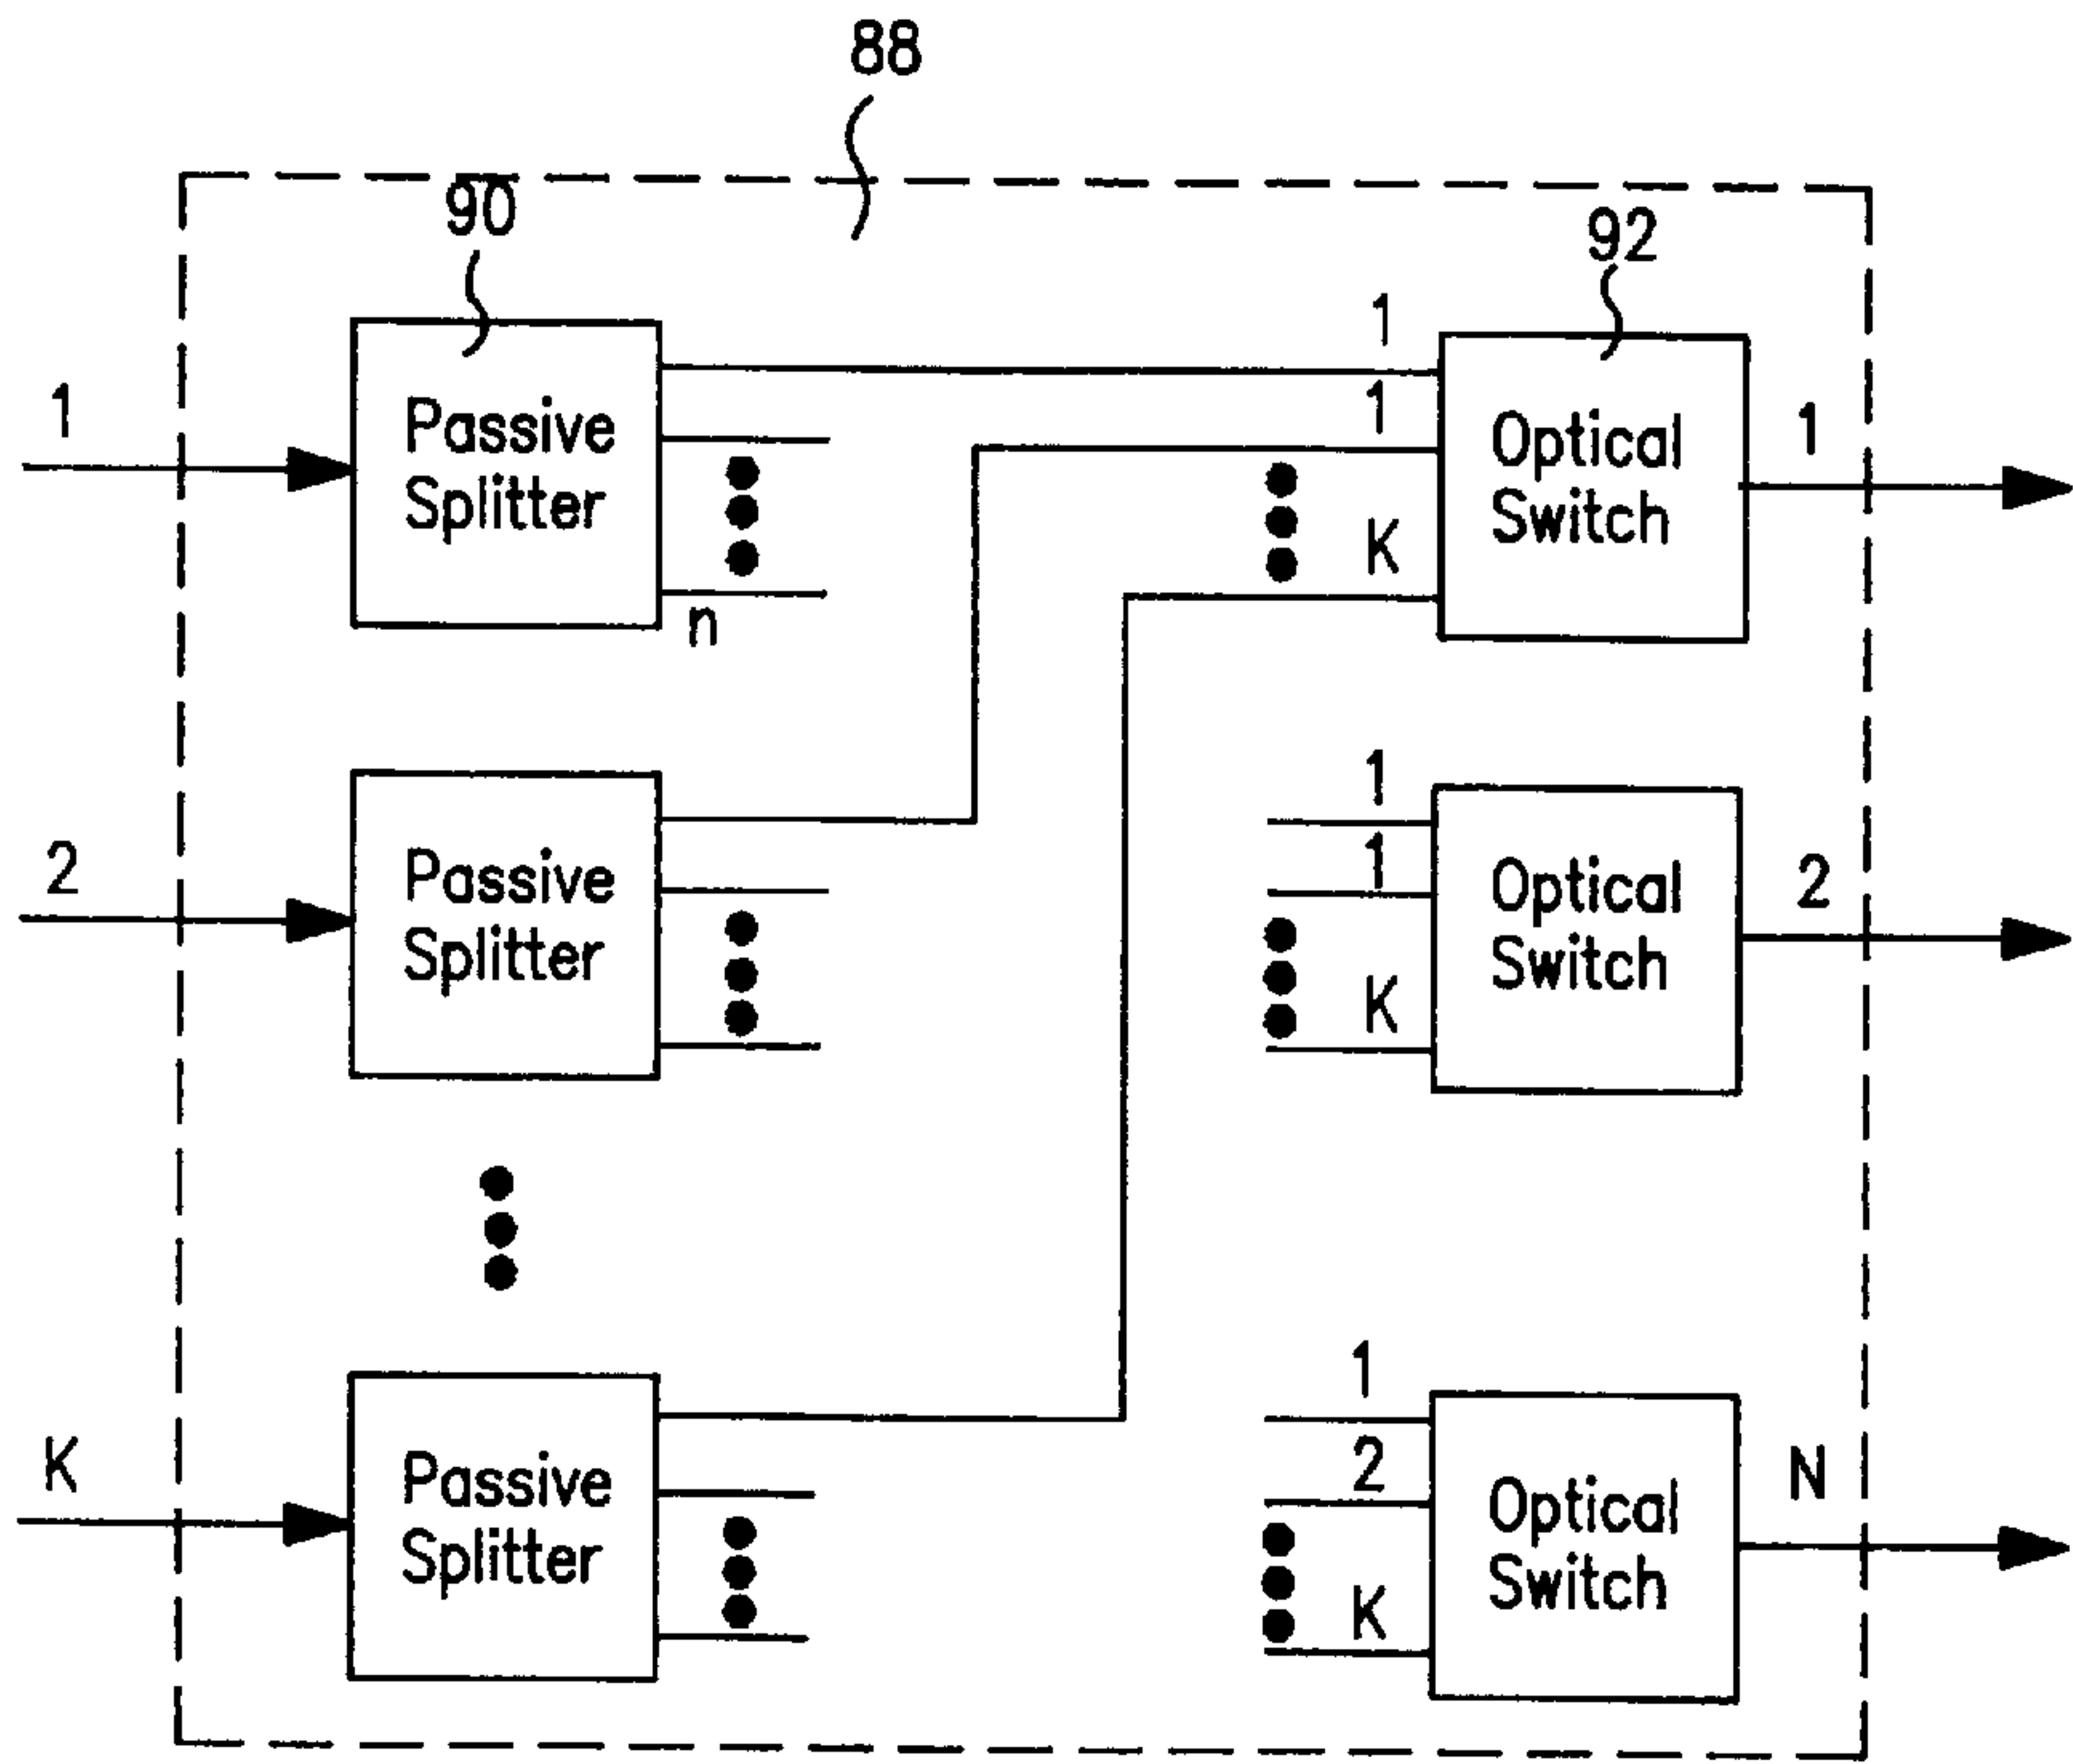 88
90
92
1
Passive
Splitter
n
1
1
K
Optical
Switch
1
2
Passive
Splitter
1
1
K
Optical
Switch
2
K
Passive
Splitter
1
2
K
Optical
Switch
N